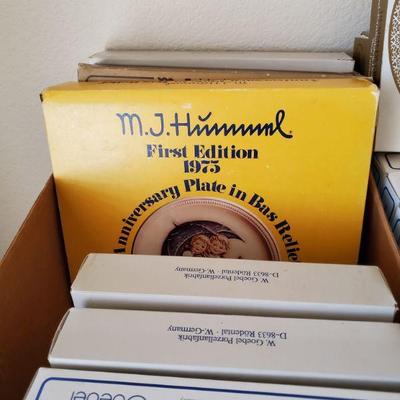 M.J.Hummel®
First Edition
1975
Anniversary Plate in Bas Relief
W. Goebel Porzellanfabrik
D-8633 Rödental · W.-Germany
W. Goebel Porzellanfabrik
D-8633 Rödental · W.-Germany
Goebel